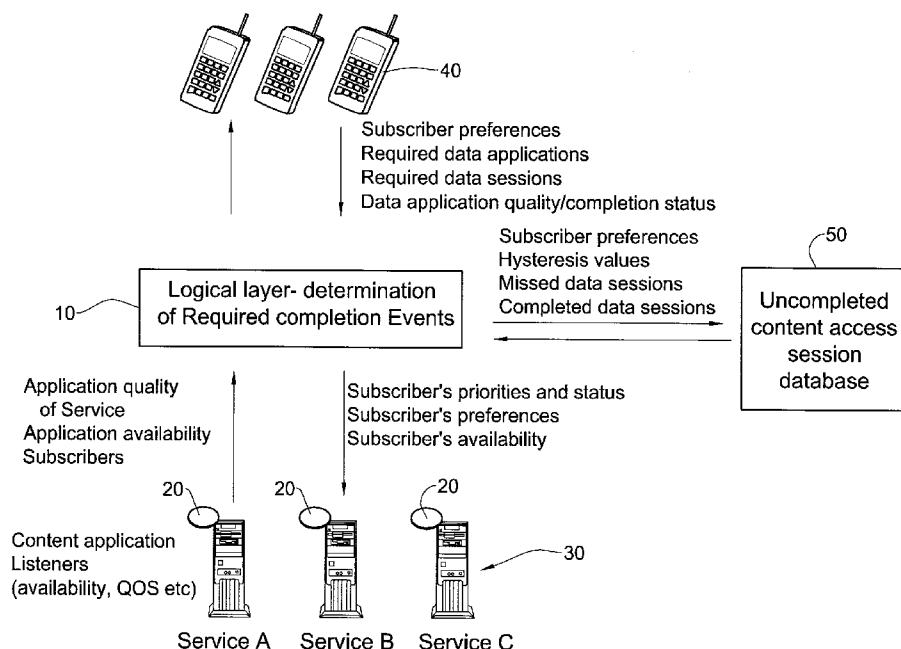 40
Subscriber preferences
Required data applications
Required data sessions
Data application quality/completion status
Subscriber preferences
Hysteresis values
Missed data sessions
Completed data sessions
50
Uncompleted
content access
session
database
10
Logical layer- determination
of Required completion Events
Application quality
of Service
Application availability
Subscribers
Subscriber's priorities and status
Subscriber's preferences
Subscriber's availability
20
20
20
Content application
Listeners
(availability, QOS etc)
30
Service A
Service B
Service C